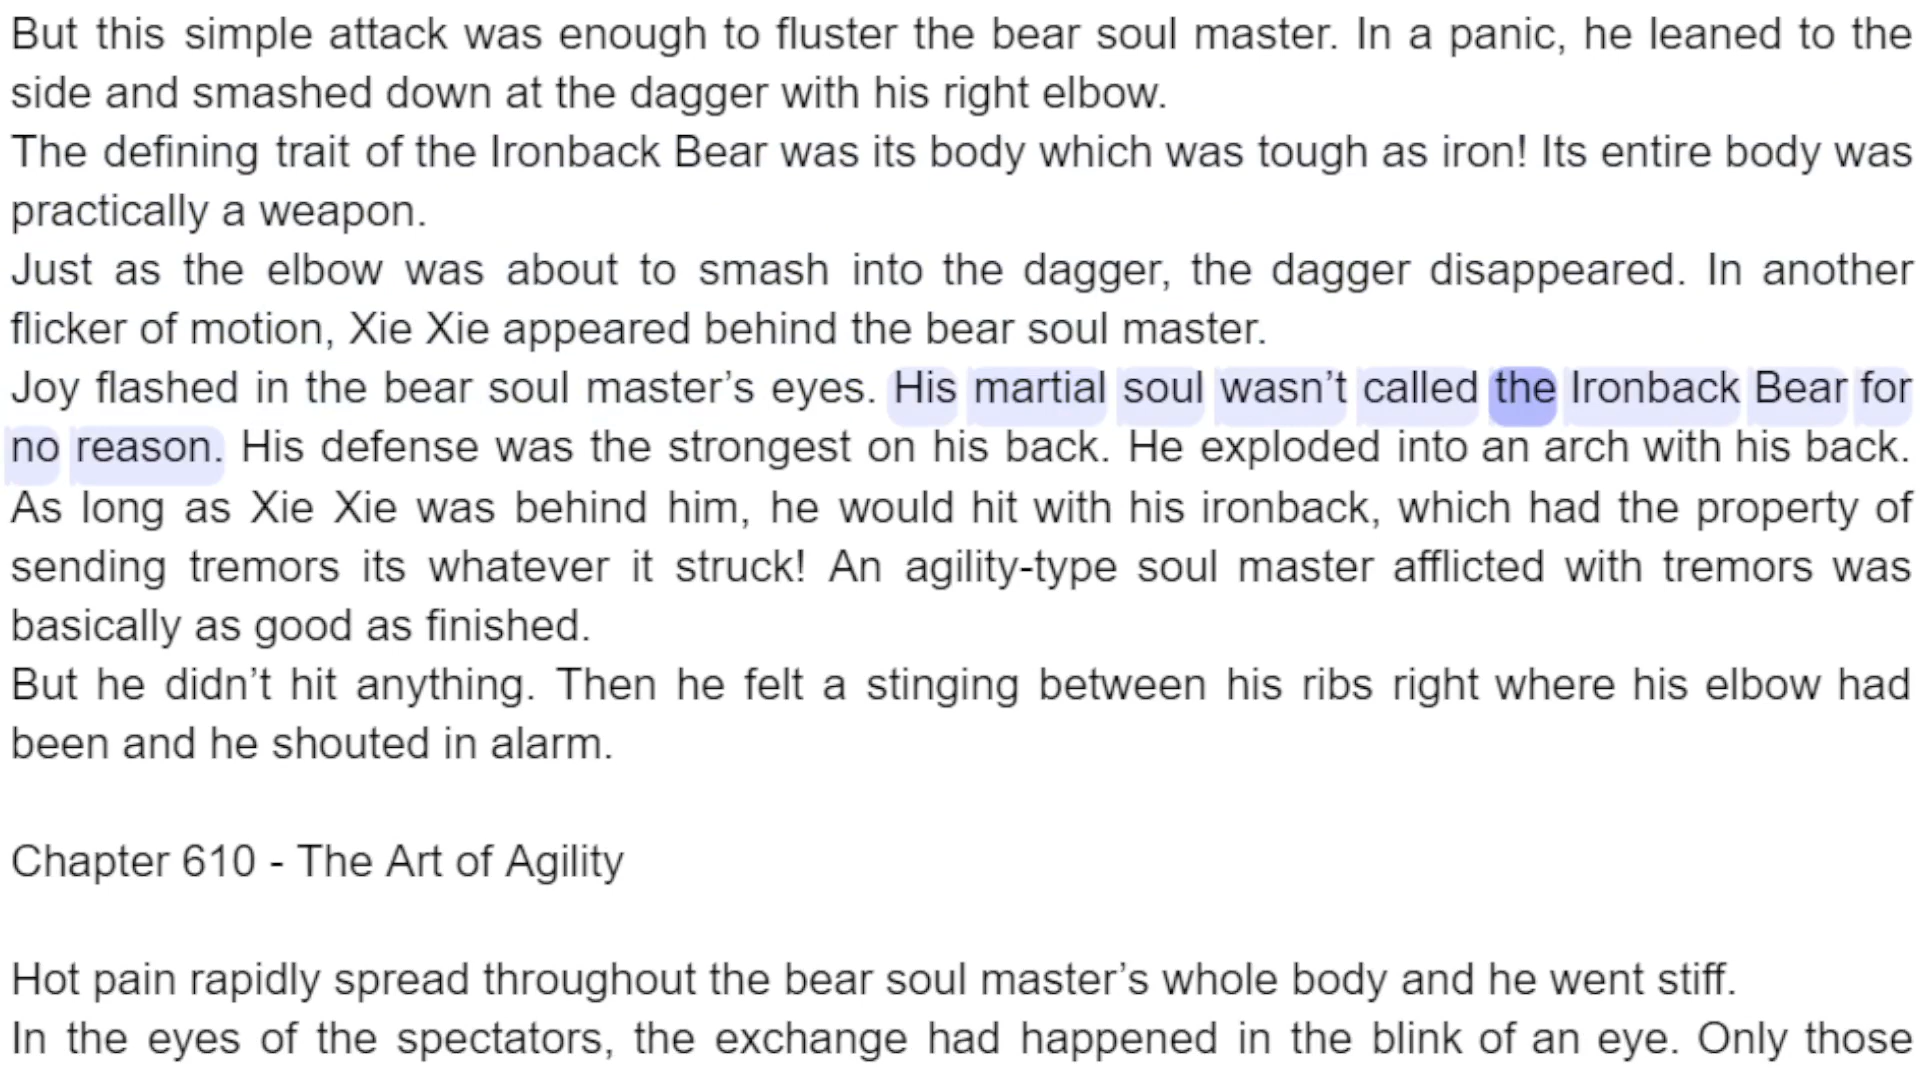 But this simple attack was enough to fluster the bear soul master. In a panic, he leaned to the
side and smashed down at the dagger with his right elbow.
The defining trait of the Ironback Bear was its body which was tough as iron! Its entire body was
practically a weapon.
Just as the elbow was about to smash into the dagger, the dagger disappeared. In another
flicker of motion, Xie Xie appeared behind the bear soul master.
Joy flashed in the bear soul master’s eyes. His martial soul wasn’t called the Ironback Bear for
no reason. His defense was the strongest on his back. He exploded into an arch with his back.
As long as Xie Xie was behind him, he would hit with his ironback, which had the property of
sending tremors its whatever it struck! An agility-type soul master afflicted with tremors was
basically as good as finished.
But he didn’t hit anything. Then he felt a stinging between his ribs right where his elbow had
been and he shouted in alarm.
Chapter 610 - The Art of Agility
Hot pain rapidly spread throughout the bear soul master’s whole body and he went stiff.
In the eyes of the spectators, the exchange had happened in the blink of an eye. Only those